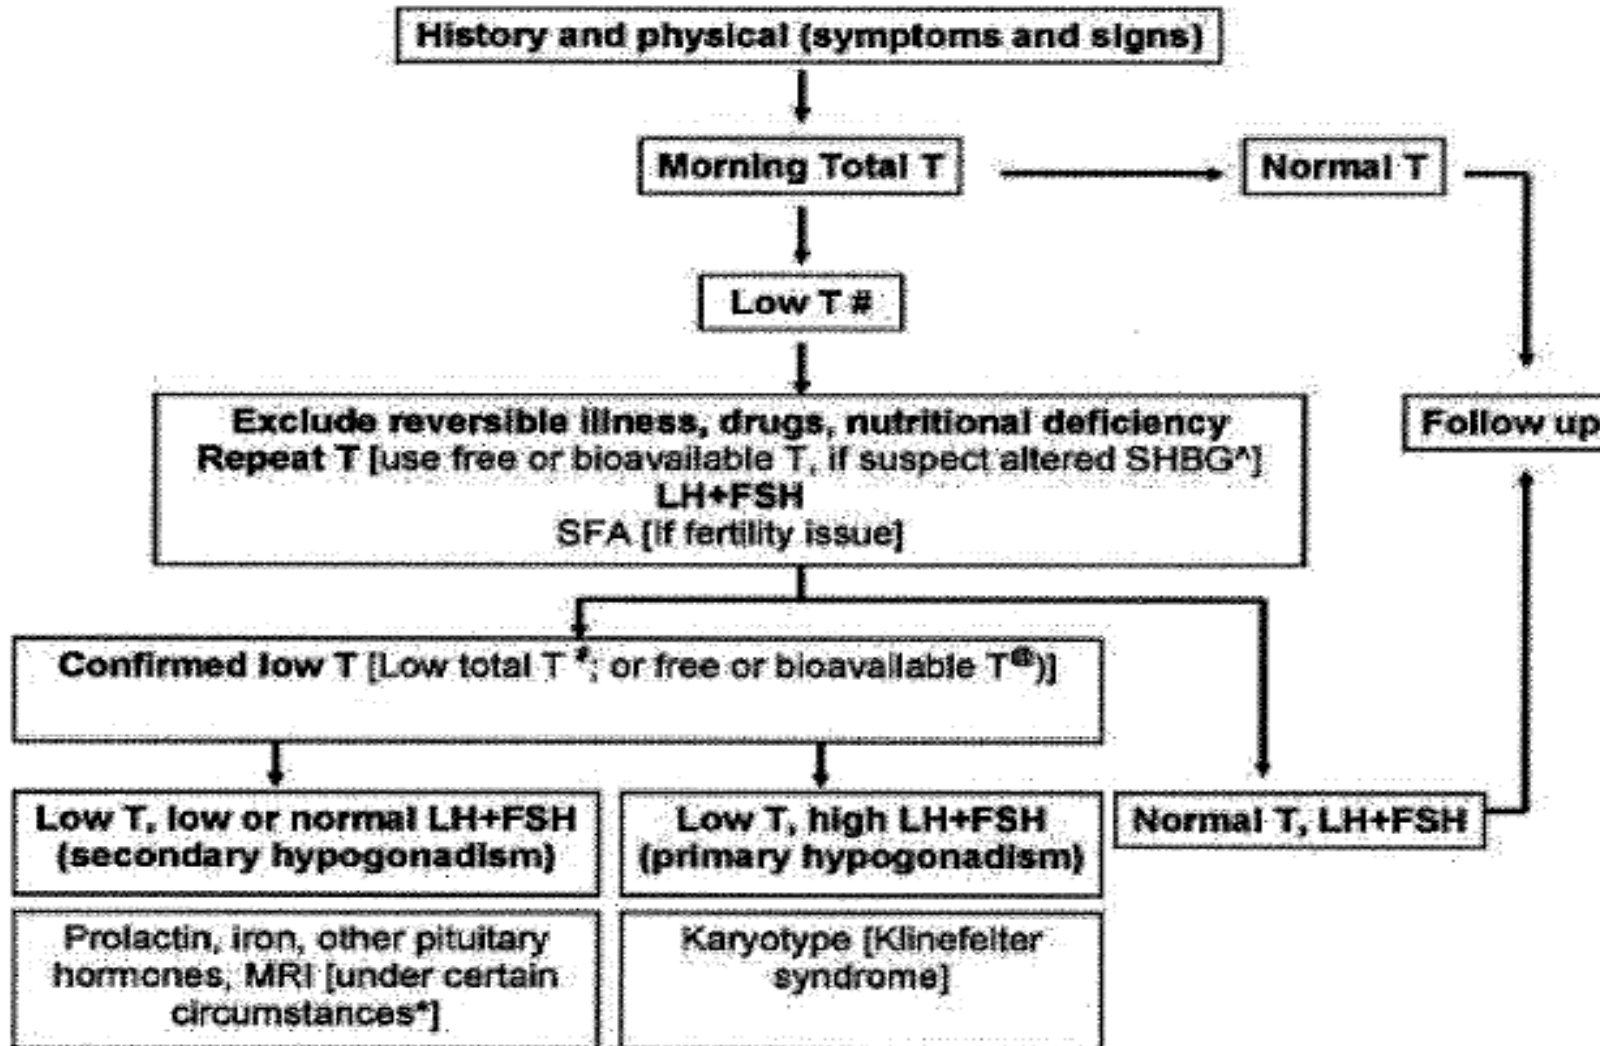 History and physical (symptoms and signs)
Morning Total T
Normal T
Low T #
Exclude reversible illness, drugs, nutritional deficiency
Repeat T [use free or bioavailable T, if suspect altered SHBG^]
LH+FSH
SFA [if fertility issue]
Follow up
Confirmed low T [Low total T #; or free or bioavailable T@)]
Low T, low or normal LH+FSH
(secondary hypogonadism)
Low T, high LH+FSH
(primary hypogonadism)
Normal T, LH+FSH
Prolactin, iron, other pituitary
hormones, MRI [under certain
circumstances*]
Karyotype [Klinefelter
syndrome]